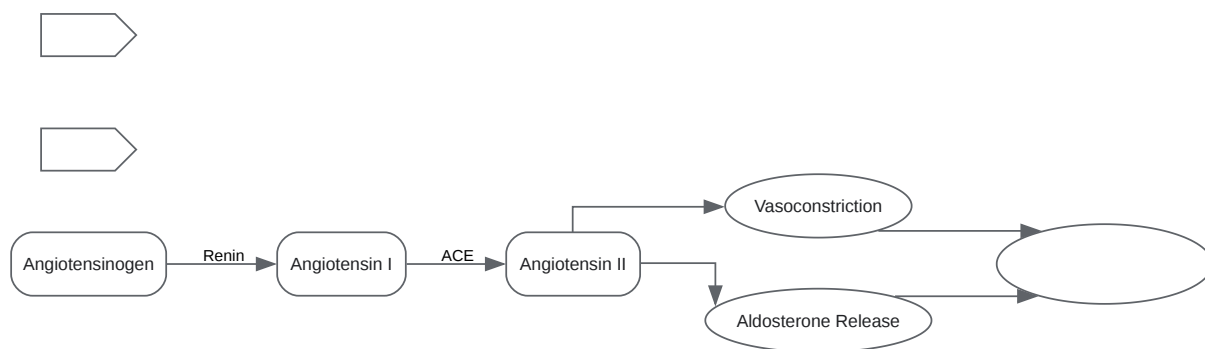 Vasoconstriction
Angiotensinogen
Renin
Angiotensin I
ACE
Angiotensin II
Aldosterone Release